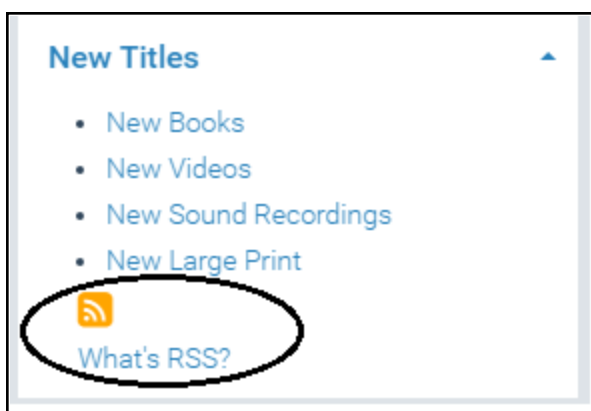 New Titles
New Books
New Videos
New Sound Recordings
New Large Print
What's RSS?